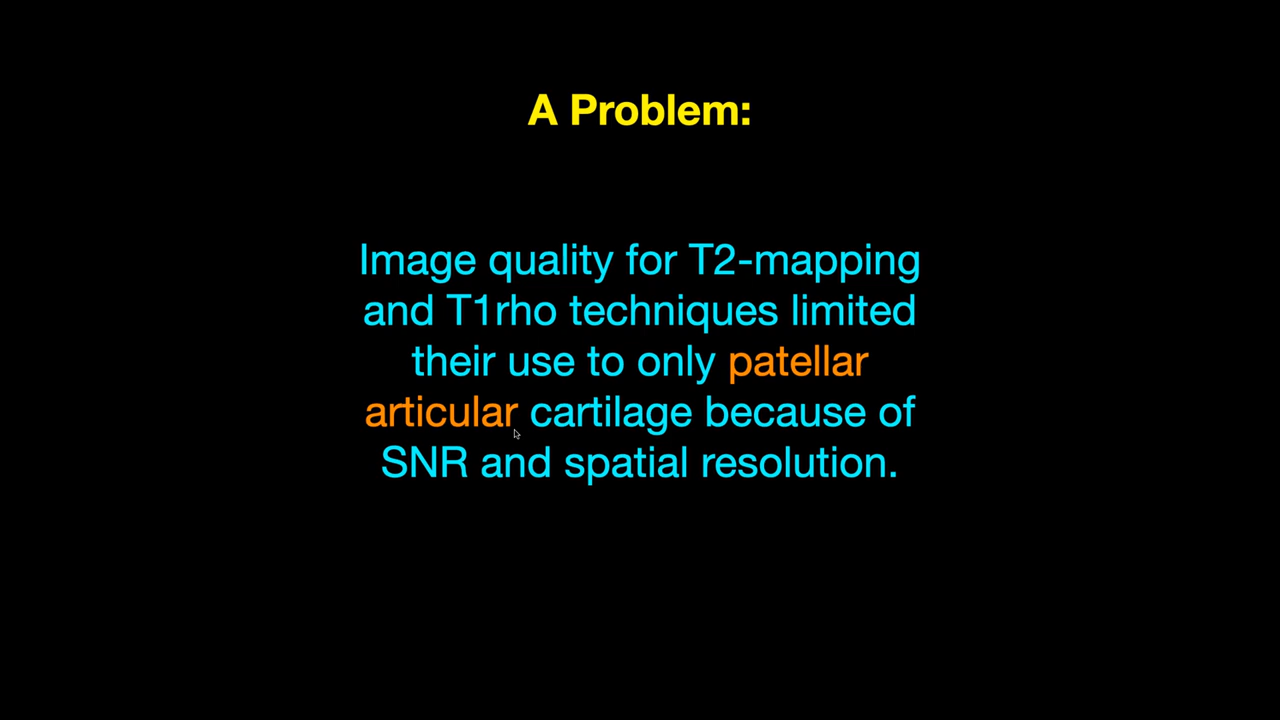 A Problem:
Image quality for T2-mapping
and T1rho techniques limited
their use to only patellar
articular cartilage because of
SNR and spatial resolution.